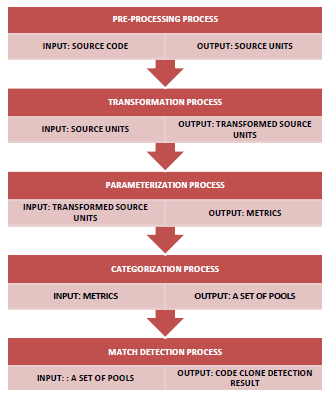 PRE-PROCESSING PROCESS
INPUT: SOURCE CODE
OUTPUT: SOURCE UNITS
TRANSFORMATION PROCESS
INPUT: SOURCE UNITS
OUTPUT: TRANSFORMED SOURCE
UNITS
PARAMETERIZATION PROCESS
INPUT: TRANSFORMED SOURCE
UNITS
OUTPUT: METRICS
CATEGORIZATION PROCESS
INPUT: METRICS
OUTPUT: A SET OF POOLS
MATCH DETECTION PROCESS
INPUT: : A SET OF POOLS
OUTPUT: CODE CLONE DETECTION
RESULT